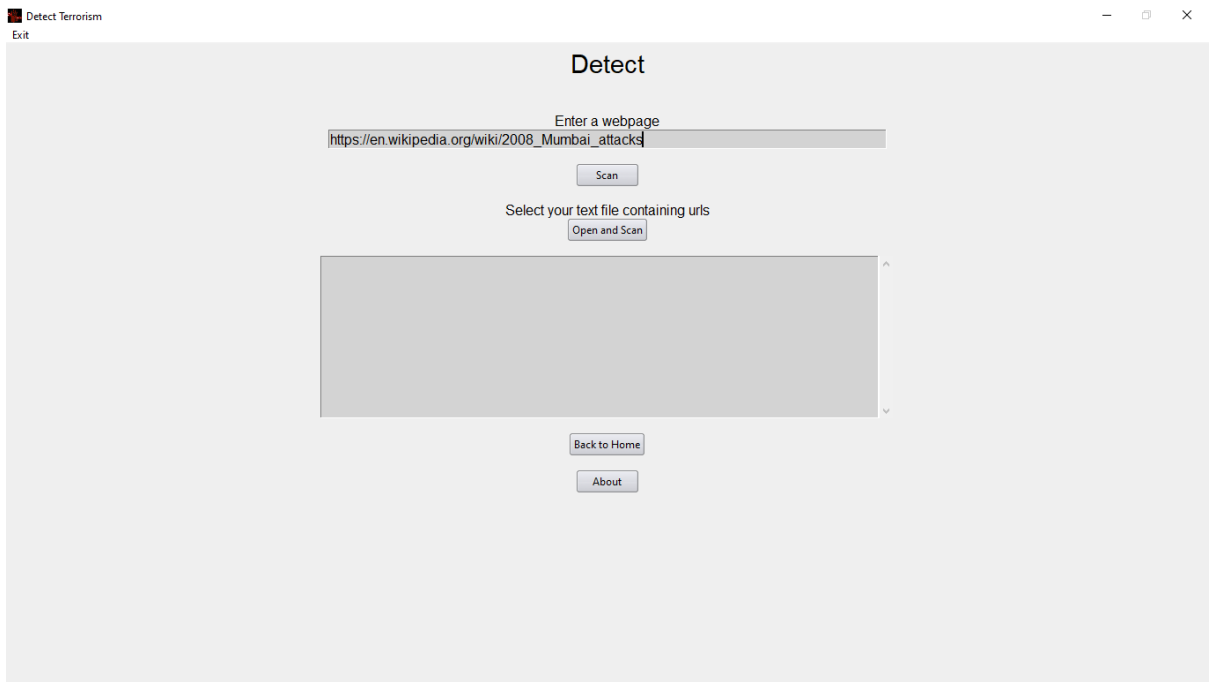 Detect Terrorism
Exit
Detect
Enter a webpage
https://en.wikipedia.org/wiki/2008_Mumbai_attacks
Scan
Select your text file containing urls
Open and Scan
Back to Home
About